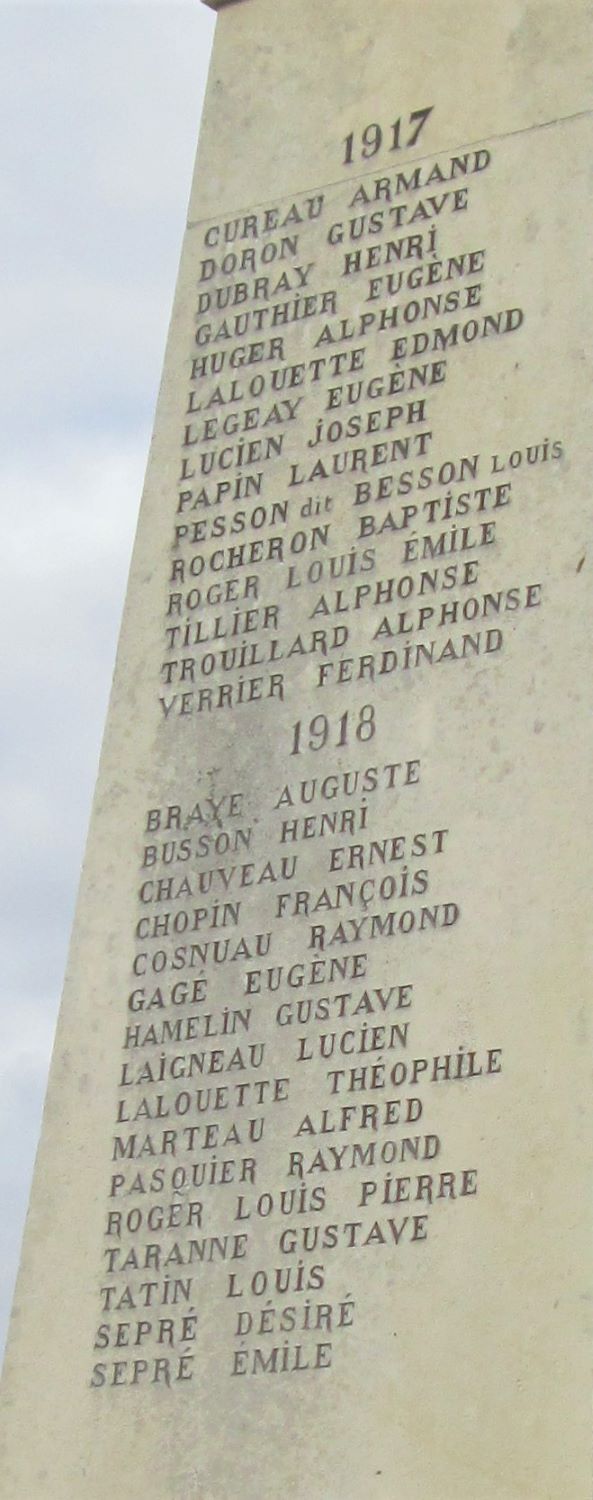 1917
CUREAU ARMAND
DORON GUSTAVE
DUBRAY HENRI
GAUTHIER EUGÈNE
HUGER ALPHONSE
LALOUETTE EDMOND
LEGEAY EUGÈNE
LUCIEN JOSEPH
PAPIN LAURENT
PESSON dit BESSON LOUIS
ROCHERON BAPTISTE
ROGER LOUIS ÉMILE
TILLIER ALPHONSE
TROUILLARD ALPHONSE
VERRIER FERDINAND
1918
BRAYE AUGUSTE
BUSSON HENRI
CHAUVEAU ERNEST
CHOPIN FRANÇOIS
COSNUAU RAYMOND
GAGÉ EUGÈNE
HAMELIN GUSTAVE
LAIGNEAU LUCIEN
LALOUETTE THÉOPHILE
MARTEAU ALFRED
PASQUIER RAYMOND
ROGER LOUIS PIERRE
TARANNE GUSTAVE
TATIN LOUIS
SEPRÉ DÉSIRÉ
SEPRÉ ÉMILE